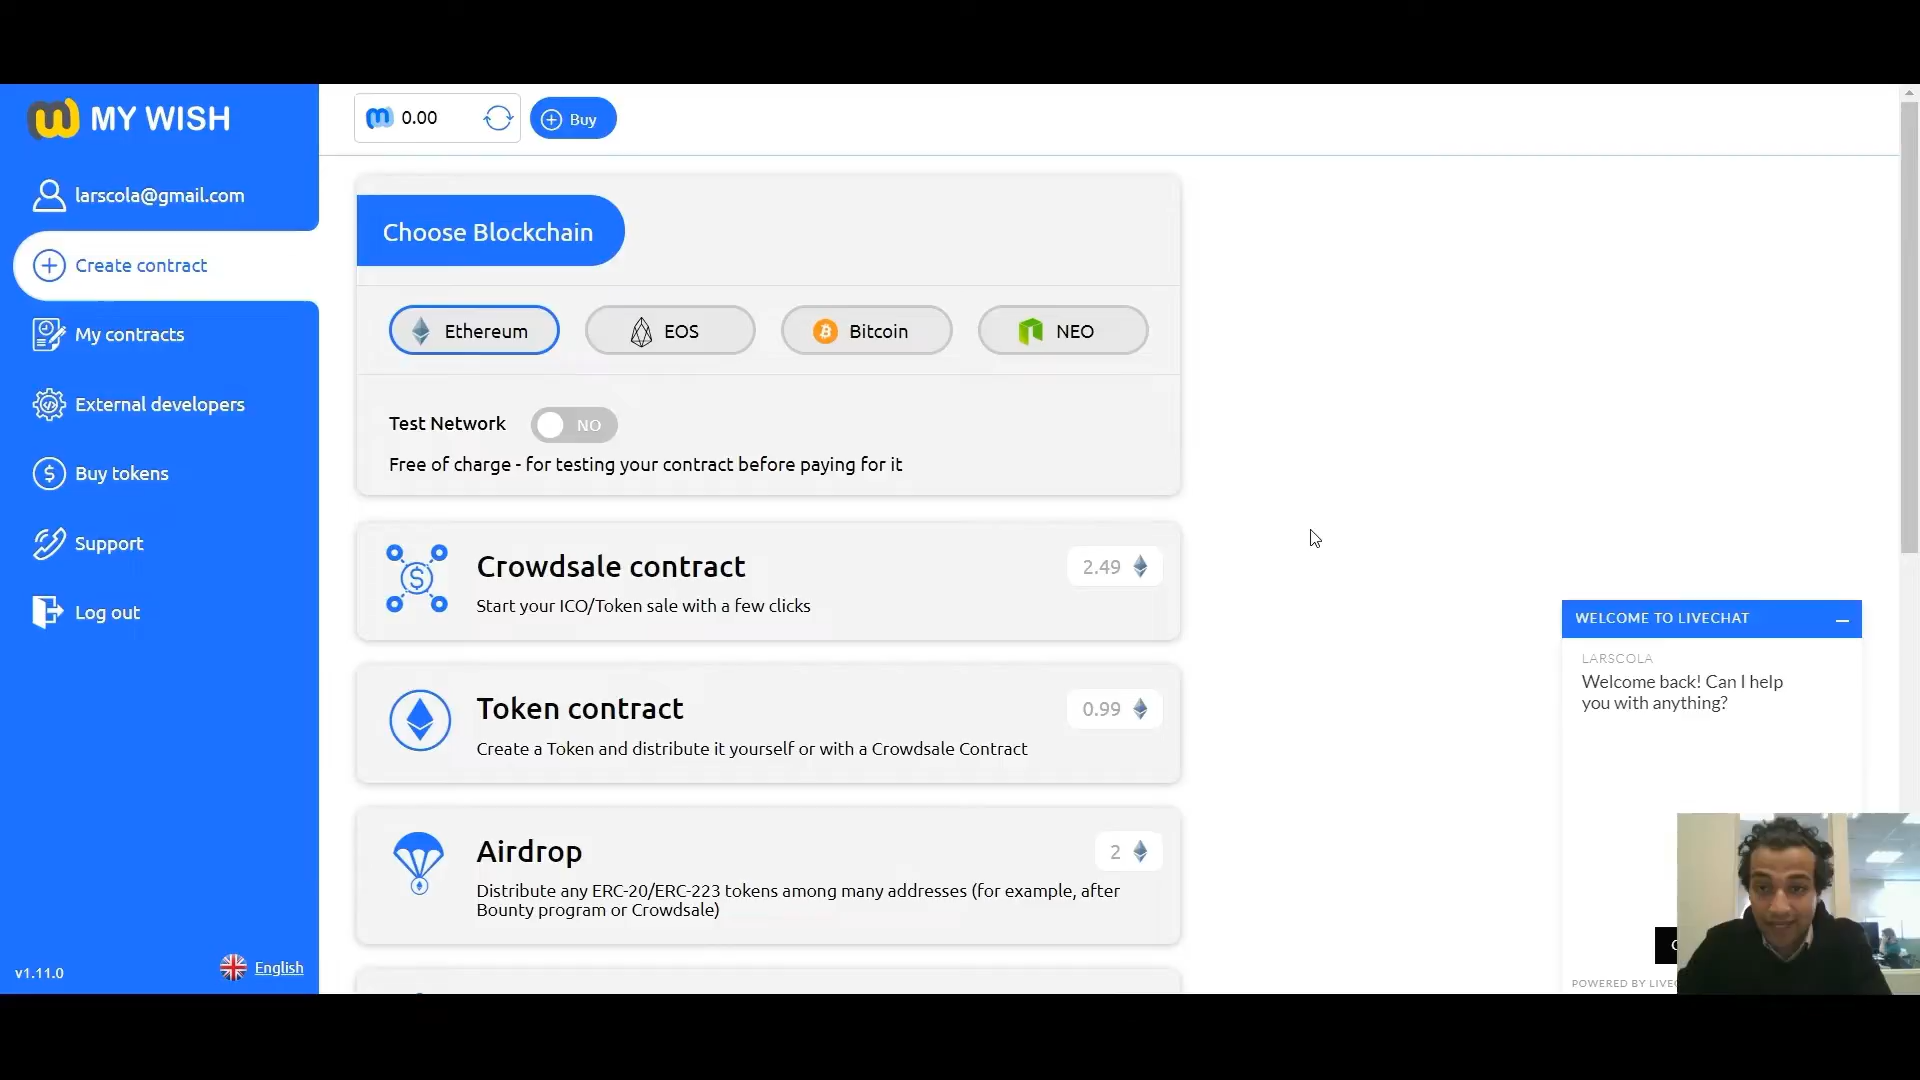 MY WISH
larscola@gmail.com
Create contract
My contracts
External developers
Buy tokens
Support
Log out
v1.11.0
English
0.00
Buy
Choose Blockchain
Ethereum
EOS
Bitcoin
NEO
Test Network
NO
Free of charge - for testing your contract before paying for it
Crowdsale contract
2.49
Start your ICO/Token sale with a few clicks
Token contract
0.99
Create a Token and distribute it yourself or with a Crowdsale Contract
Airdrop
2
Distribute any ERC-20/ERC-223 tokens among many addresses (for example, after
Bounty program or Crowdsale)
WELCOME TO LIVECHAT
LARSCOLA
Welcome back! Can I help
you with anything?
POWERED BY